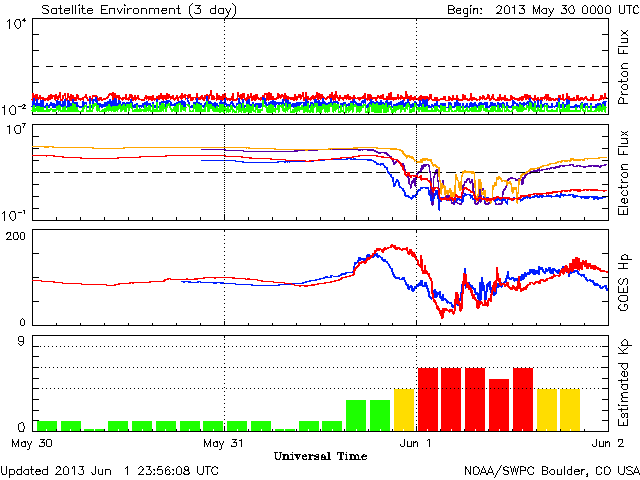 Satellite Environment (3 day) Begin: 2013 May 30 0000 UTC
10⁴
10⁻²
Proton Flux
10⁷
10⁻¹
Electron Flux
200
0
GOES Hp
9
0
Estimated Kp
May 30 May 31 Jun 1 Jun 2
Universal Time
Updated 2013 Jun 1 23:56:08 UTC NOAA/SWPC Boulder, CO USA